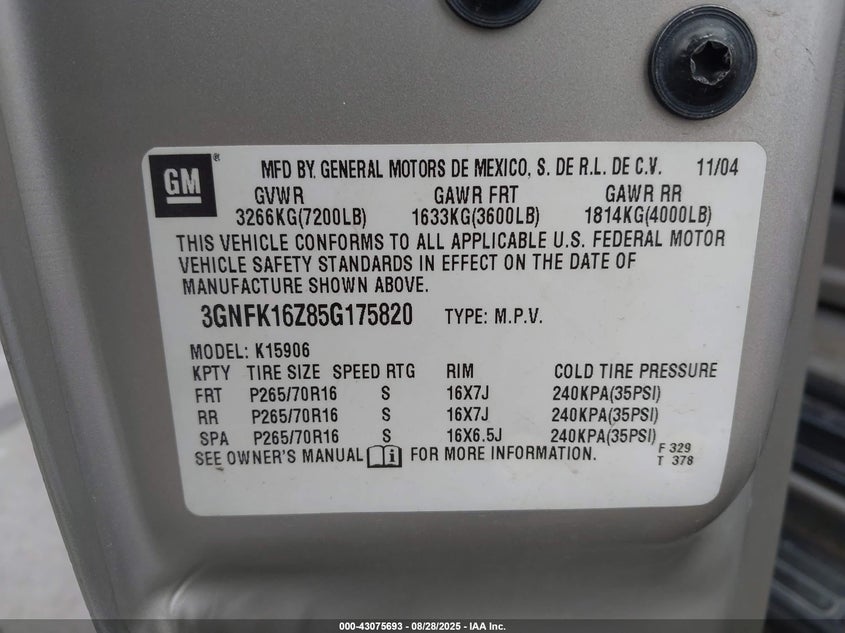 GM ® MFD BY. GENERAL MOTORS DE MEXICO, S. DE R.L. DE C.V. 11/04
GVWR GAWR FRT GAWR RR
3266KG(7200LB) 1633KG(3600LB) 1814KG(4000LB)
THIS VEHICLE CONFORMS TO ALL APPLICABLE U.S. FEDERAL MOTOR
VEHICLE SAFETY STANDARDS IN EFFECT ON THE DATE OF
MANUFACTURE SHOWN ABOVE.
3GNFK16Z85G175820 TYPE: M.P.V.
MODEL: K15906
KPTY TIRE SIZE SPEED RTG RIM COLD TIRE PRESSURE
FRT P265/70R16 S 16X7J 240KPA(35PSI)
RR P265/70R16 S 16X7J 240KPA(35PSI)
SPA P265/70R16 S 16X6.5J 240KPA(35PSI)
SEE OWNER'S MANUAL i FOR MORE INFORMATION. F 329
T 378
000-43075693 - 08/28/2025 - IAA Inc.